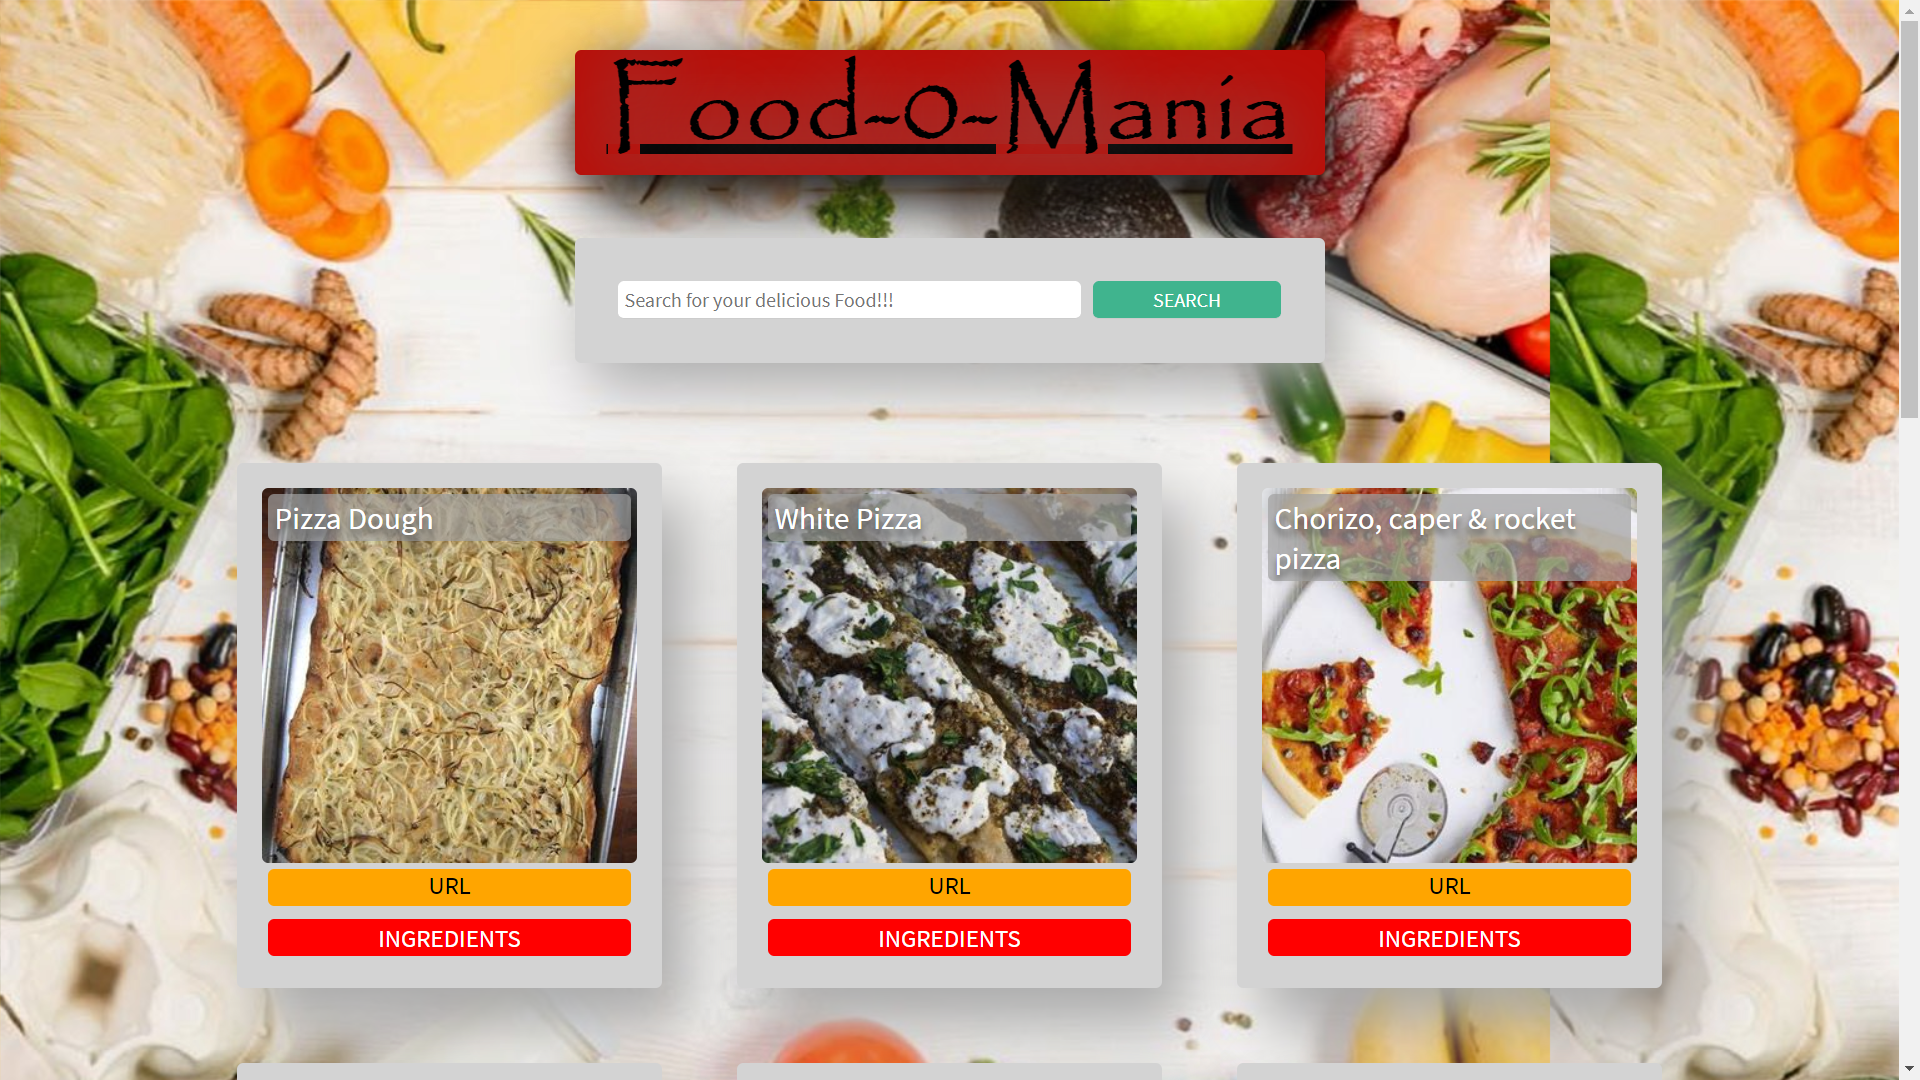 Food-o-Mania
Search for your delicious Food!!!
SEARCH
Pizza Dough
URL
INGREDIENTS
White Pizza
URL
INGREDIENTS
Chorizo, caper & rocket
pizza
URL
INGREDIENTS